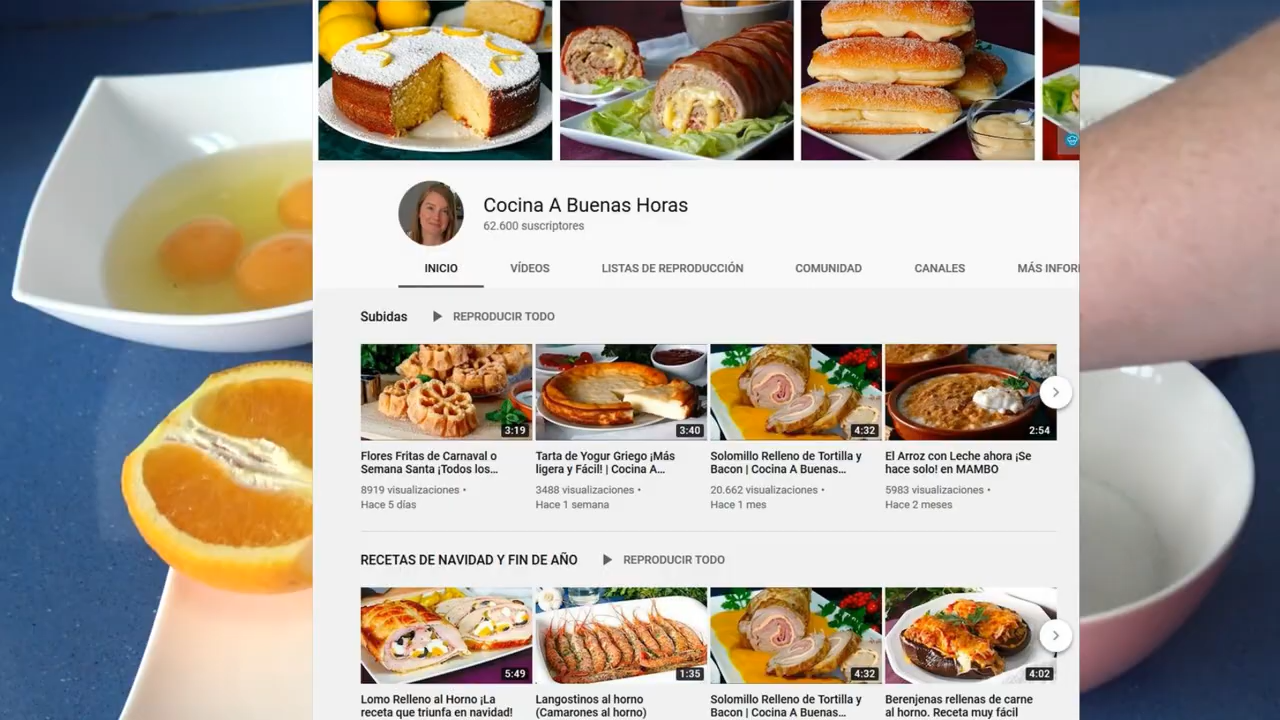 Cocina A Buenas Horas
62.600 suscriptores
INICIO VÍDEOS LISTAS DE REPRODUCCIÓN COMUNIDAD CANALES MÁS INFOR
Subidas REPRODUCIR TODO
3:19 3:40 4:32 2:54
Flores Fritas de Carnaval o
Semana Santa ¡Todos los...
8919 visualizaciones •
Hace 5 días
Tarta de Yogur Griego ¡Más
ligera y Fácil! | Cocina A...
3488 visualizaciones •
Hace 1 semana
Solomillo Relleno de Tortilla y
Bacon | Cocina A Buenas...
20.662 visualizaciones •
Hace 1 mes
El Arroz con Leche ahora ¡Se
hace solo! en MAMBO
5983 visualizaciones •
Hace 2 meses
RECETAS DE NAVIDAD Y FIN DE AÑO REPRODUCIR TODO
5:49 1:35 4:32 4:02
Lomo Relleno al Horno ¡La
receta que triunfa en navidad!
Langostinos al horno
(Camarones al horno)
Solomillo Relleno de Tortilla y
Bacon | Cocina A Buenas...
Berenjenas rellenas de carne
al horno. Receta muy fácil